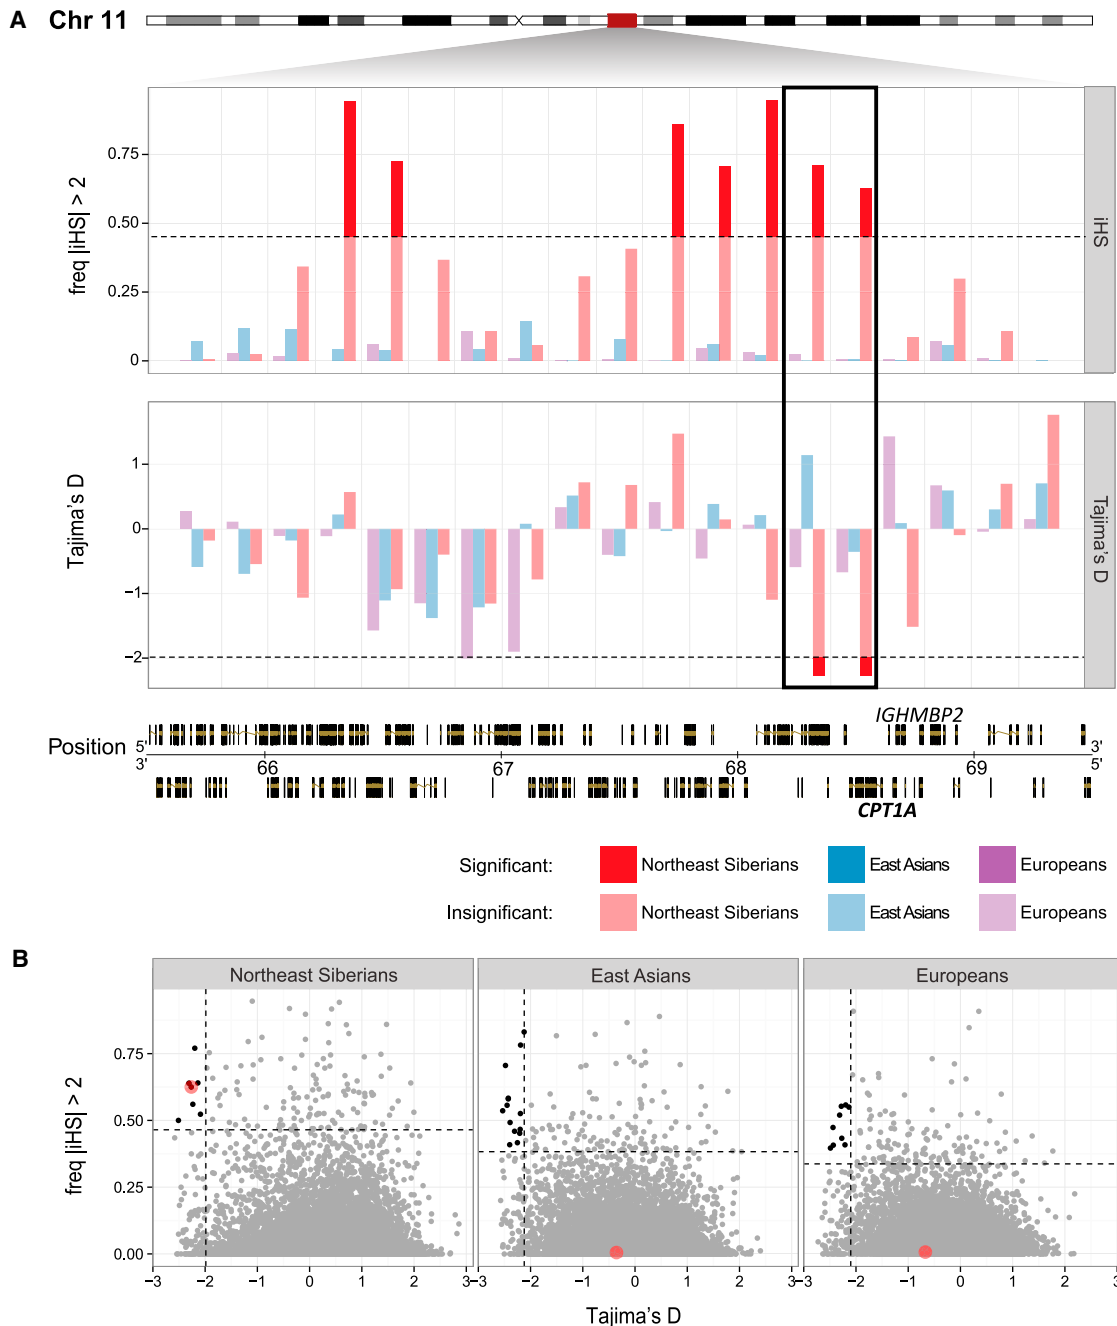 A Chr 11
freq |iHS| > 2
0.75
0.50
0.25
0
iHS
Tajima's D
1
0
−1
−2
Tajima's D
IGHMBP2
Position 5' 3'
3' 66 67 68 69 5'
CPT1A
Significant: Northeast Siberians East Asians Europeans
Insignificant: Northeast Siberians East Asians Europeans
B
Northeast Siberians East Asians Europeans
freq |iHS| > 2
0.75
0.50
0.25
0.00
−3 −2 −1 0 1 2 3 −3 −2 −1 0 1 2 3 −3 −2 −1 0 1 2 3
Tajima's D